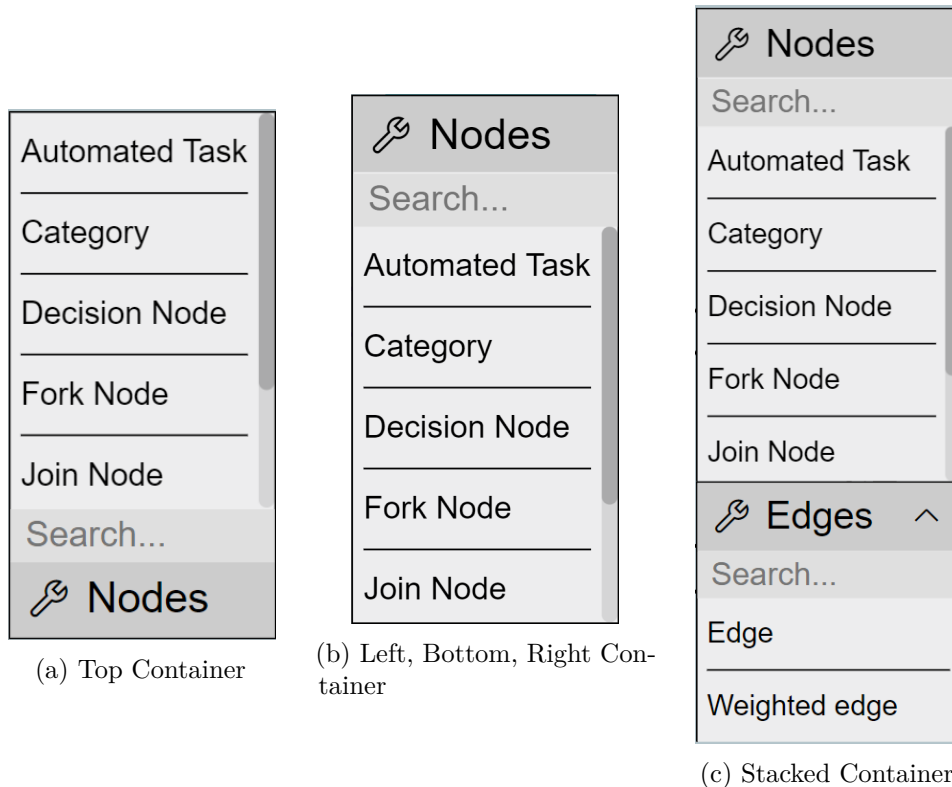 Automated Task
Category
Decision Node
Fork Node
Join Node
Search...
Nodes
(a) Top Container
Nodes
Search...
Automated Task
Category
Decision Node
Fork Node
Join Node
(b) Left, Bottom, Right Con-
tainer
Nodes
Search...
Automated Task
Category
Decision Node
Fork Node
Join Node
Edges
Search...
Edge
Weighted edge
(c) Stacked Container